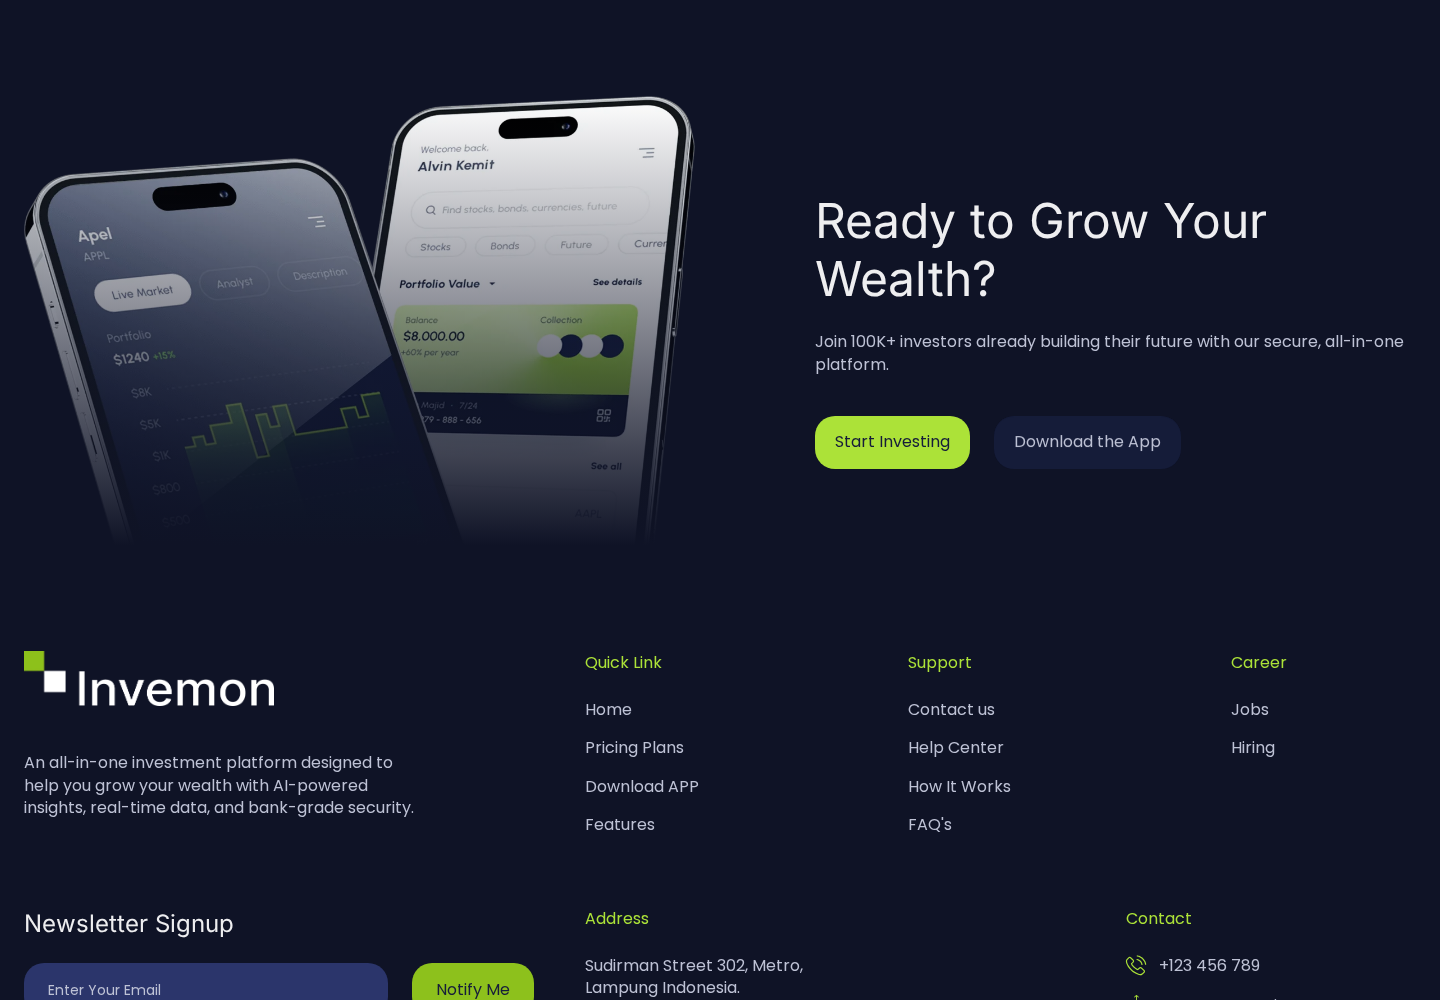 Welcome back.
Alvin Kemit
Find stocks, bonds, currencies, future
Stocks
Bonds
Future
Portfolio Value
See details
Balance
Collection
$8,000.00
+60% per year
Majid - 7/24
- 888 - 656
See all
AAPL
Apel
APPL
Live Market
Analyst
Description
Portfolio
$1240 +15%
$8K
$5K
$1K
$800
Ready to Grow Your
Wealth?
Join 100K+ investors already building their future with our secure, all-in-one
platform.
Start Investing
Download the App
Invemon
An all-in-one investment platform designed to
help you grow your wealth with AI-powered
insights, real-time data, and bank-grade security.
Quick Link
Home
Pricing Plans
Download APP
Features
Support
Contact us
Help Center
How It Works
FAQ's
Career
Jobs
Hiring
Newsletter Signup
Enter Your Email
Notify Me
Address
Sudirman Street 302, Metro,
Lampung Indonesia.
Contact
+123 456 789